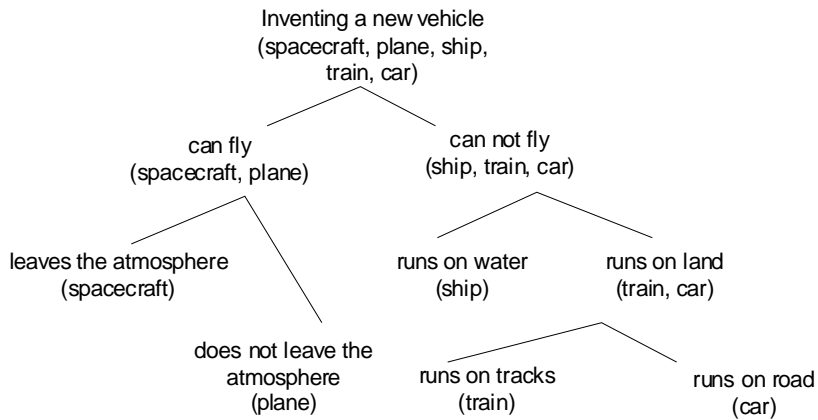 Inventing a new vehicle
(spacecraft, plane, ship,
train, car)
can fly
(spacecraft, plane)
can not fly
(ship, train, car)
leaves the atmosphere
(spacecraft)
runs on water
(ship)
runs on land
(train, car)
does not leave the
atmosphere
(plane)
runs on tracks
(train)
runs on road
(car)